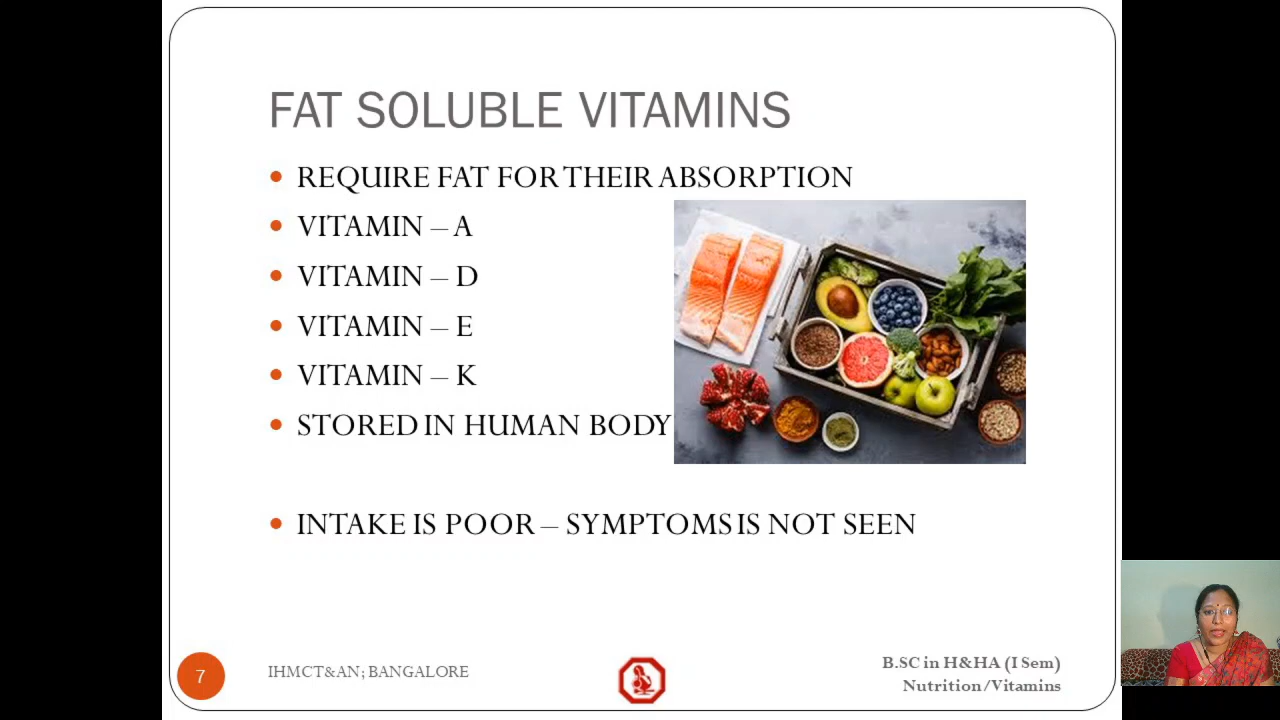 FAT SOLUBLE VITAMINS
REQUIRE FAT FOR THEIR ABSORPTION
VITAMIN – A
VITAMIN – D
VITAMIN – E
VITAMIN – K
STORED IN HUMAN BODY
INTAKE IS POOR – SYMPTOMS IS NOT SEEN
7
IHMCT&AN; BANGALORE
B.SC in H&HA (I Sem)
Nutrition/Vitamins